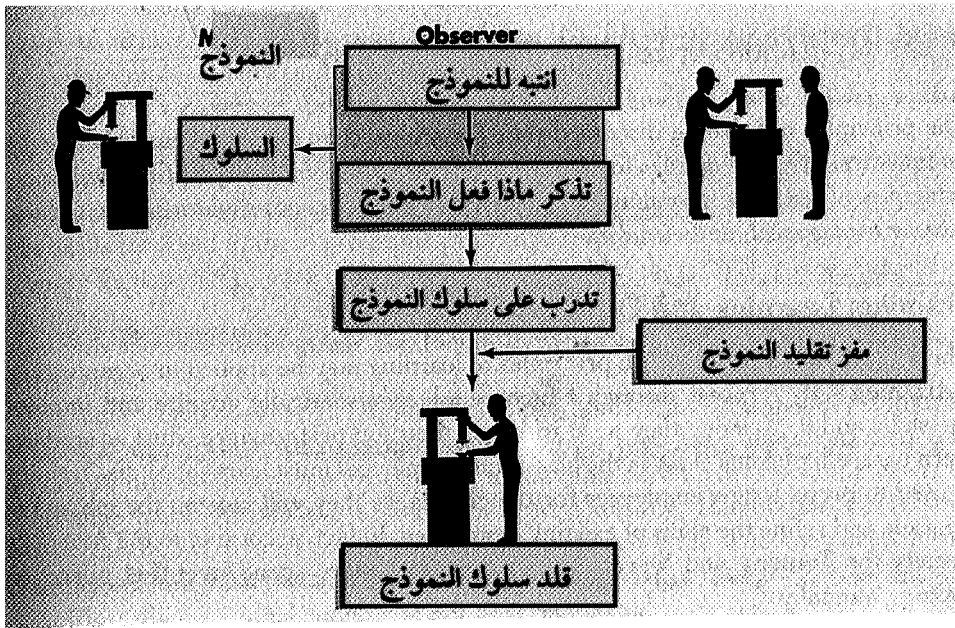 N
النموذج
Observer
انتبه للنموذج
السلوك
تذكر ماذا فعل النموذج
تدرب على سلوك النموذج
مفز تقليد النموذج
قلد سلوك النموذج